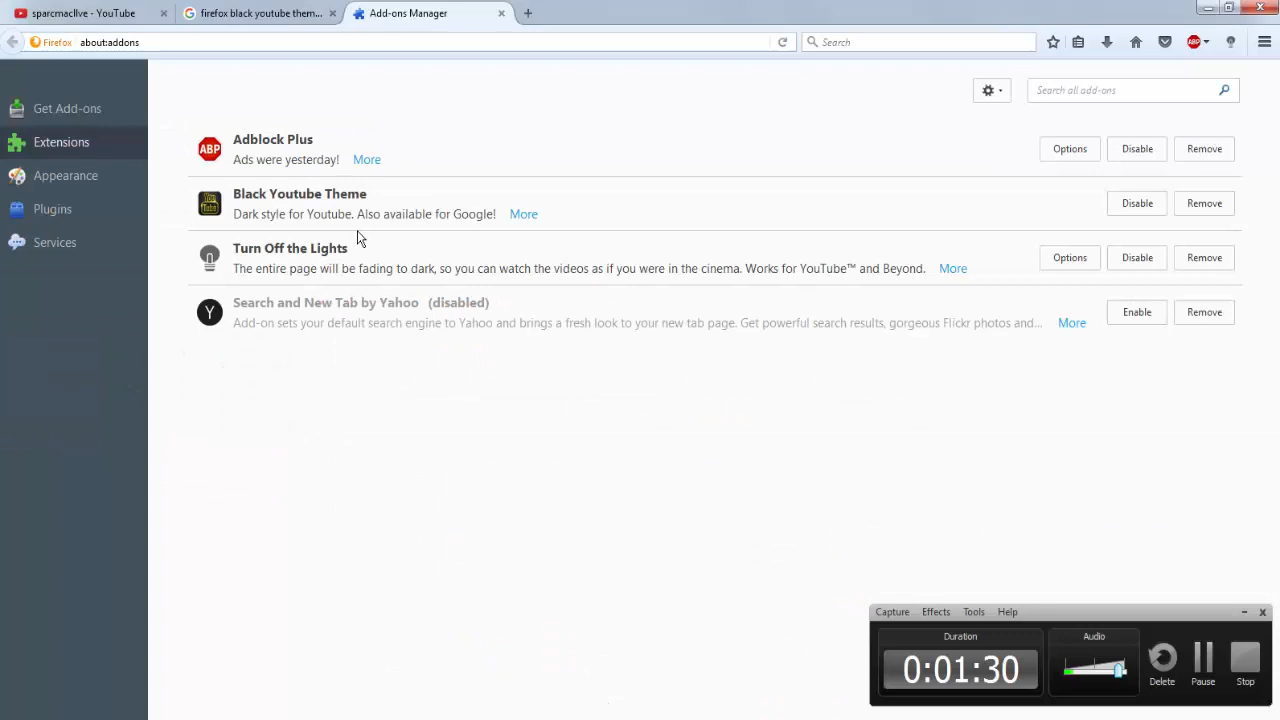 sparcmaclive - YouTube
firefox black youtube them...
Add-ons Manager
Firefox about:addons
Search
ABP
Get Add-ons
Extensions
Appearance
Plugins
Services
Search all add-ons
ABP
Adblock Plus
Ads were yesterday! More
Options Disable Remove
You Tube
Black Youtube Theme
Dark style for Youtube. Also available for Google! More
Disable Remove
Turn Off the Lights
The entire page will be fading to dark, so you can watch the videos as if you were in the cinema. Works for YouTube™ and Beyond. More
Options Disable Remove
Y
Search and New Tab by Yahoo (disabled)
Add-on sets your default search engine to Yahoo and brings a fresh look to your new tab page. Get powerful search results, gorgeous Flickr photos and... More
Enable Remove
Capture Effects Tools Help
Duration
0:01:30
Audio
Delete Pause Stop